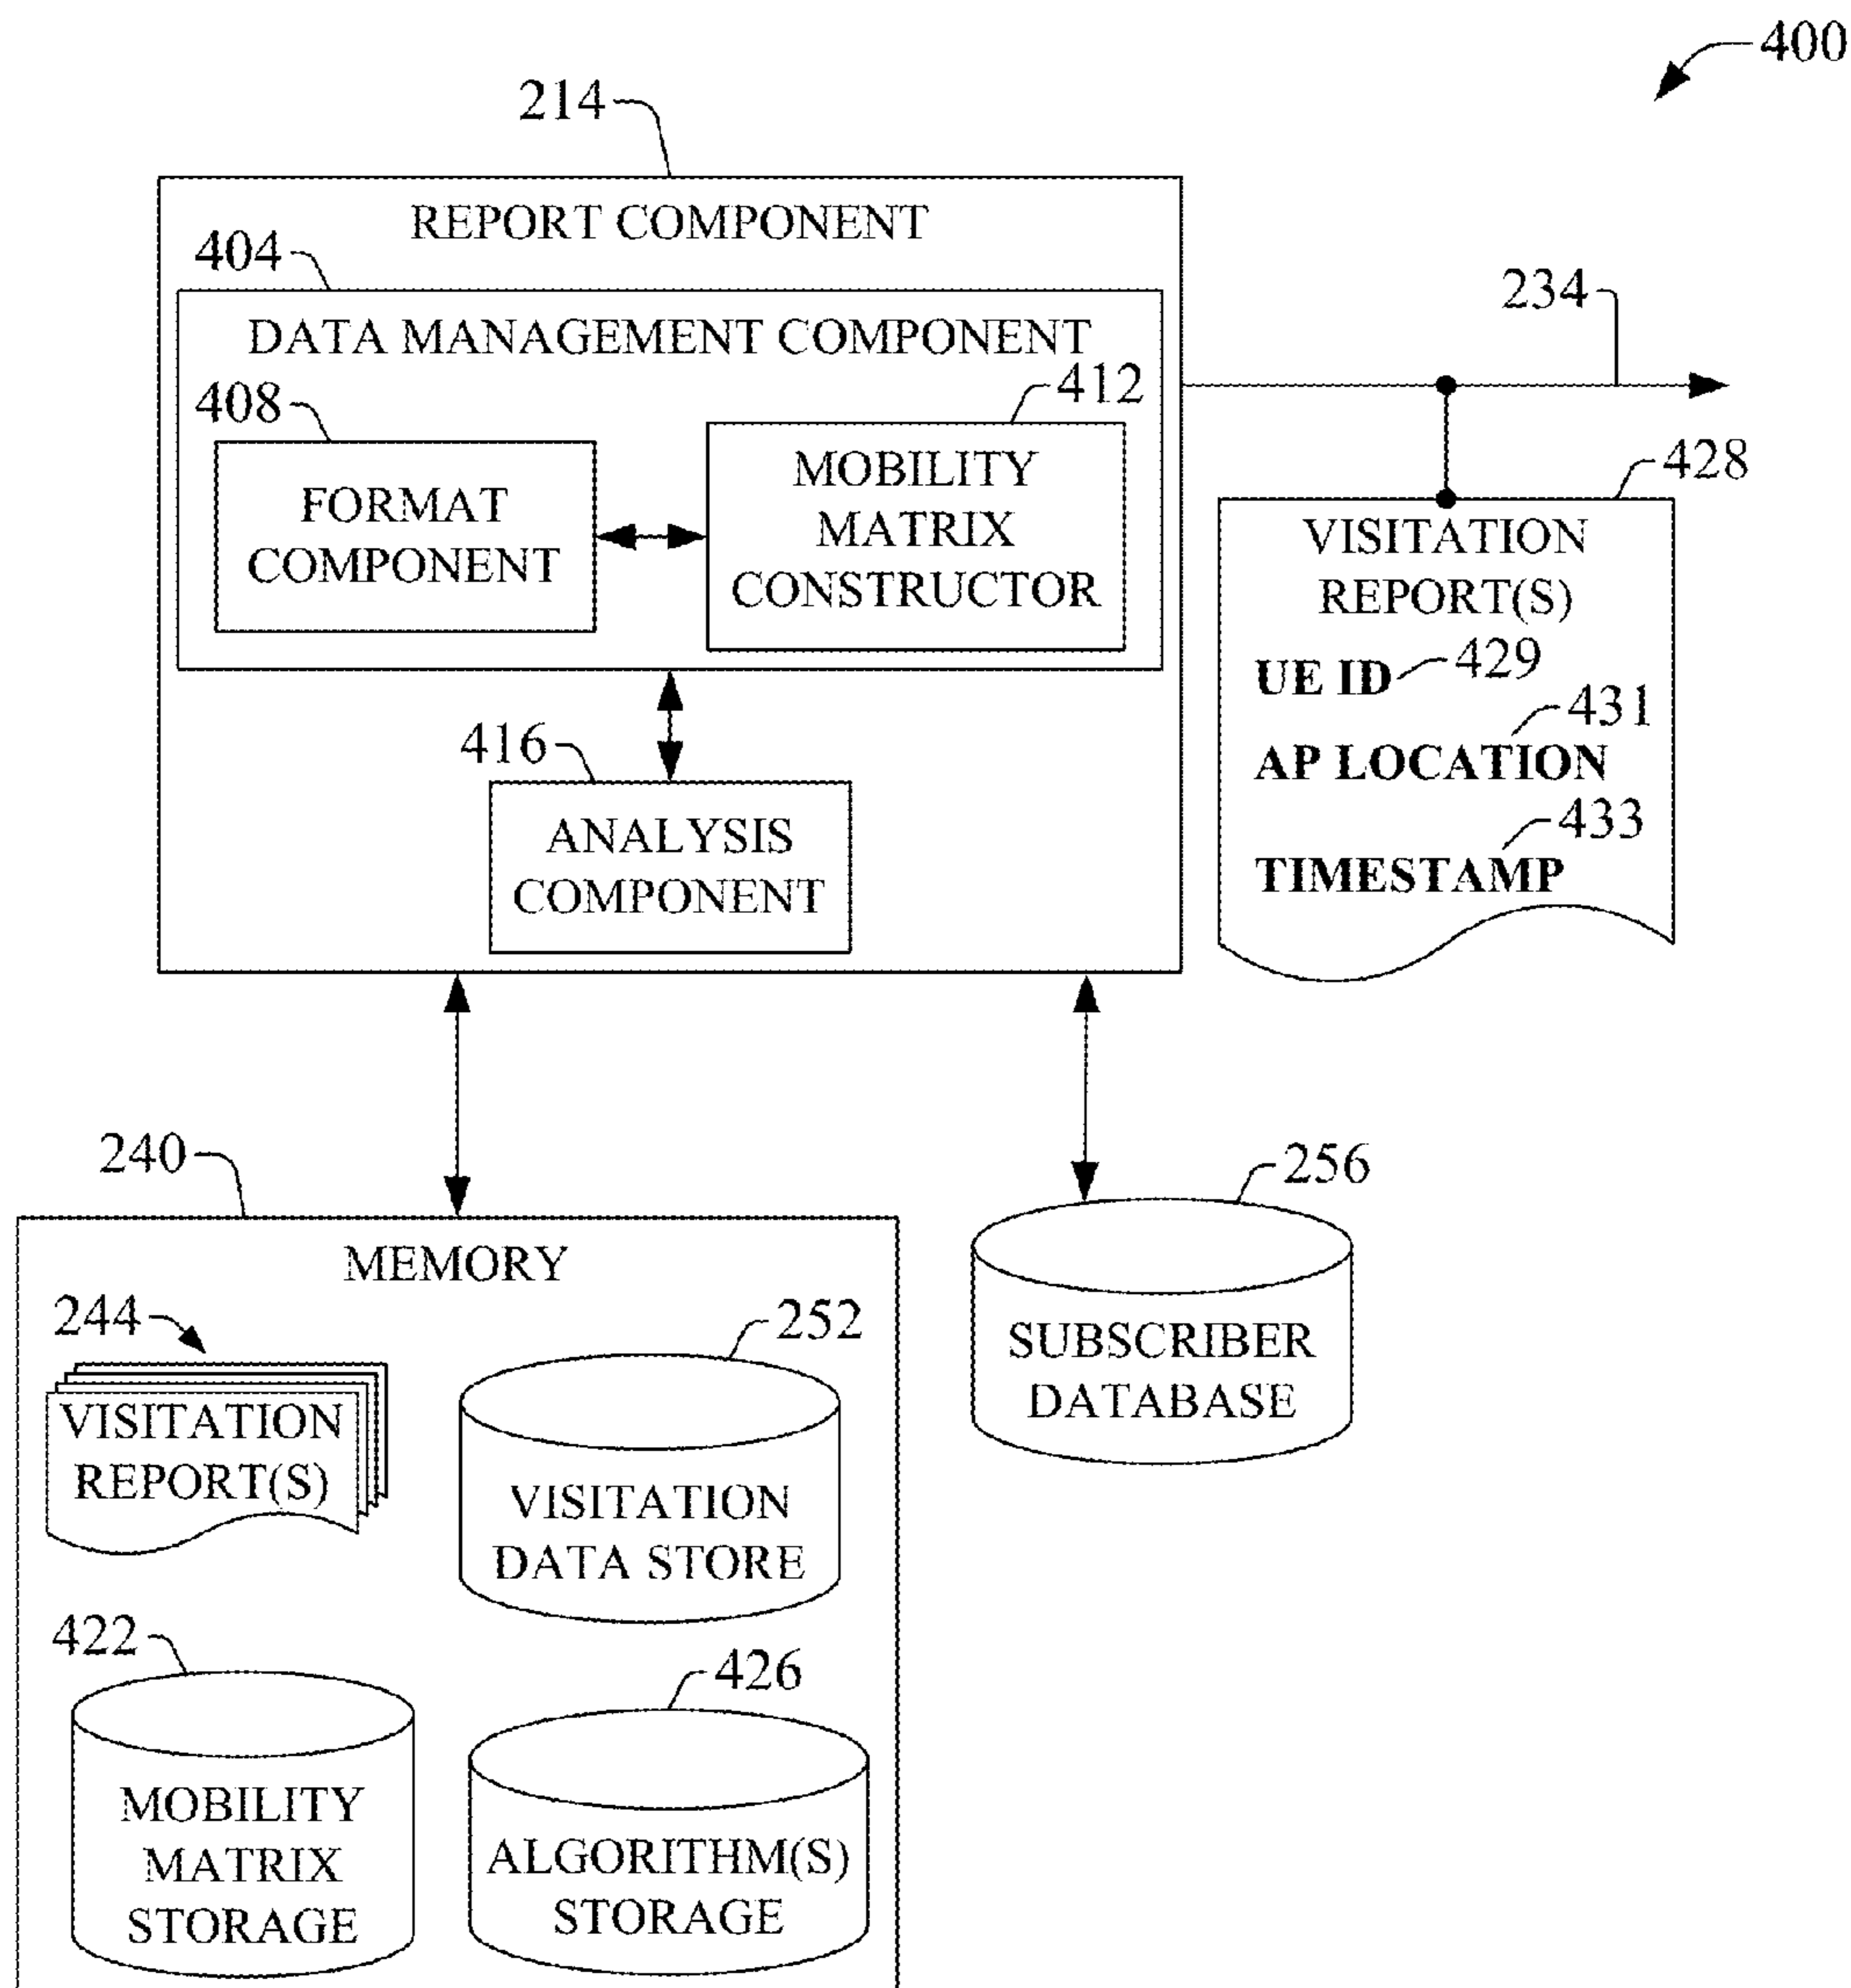 400
214
REPORT COMPONENT
404
DATA MANAGEMENT COMPONENT
408
412
FORMAT
COMPONENT
MOBILITY
MATRIX
CONSTRUCTOR
416
ANALYSIS
COMPONENT
234
428
VISITATION
REPORT(S)
UE ID 429
431
AP LOCATION
433
TIMESTAMP
240
MEMORY
244
VISITATION
REPORT(S)
252
VISITATION
DATA STORE
422
MOBILITY
MATRIX
STORAGE
426
ALGORITHM(S)
STORAGE
256
SUBSCRIBER
DATABASE